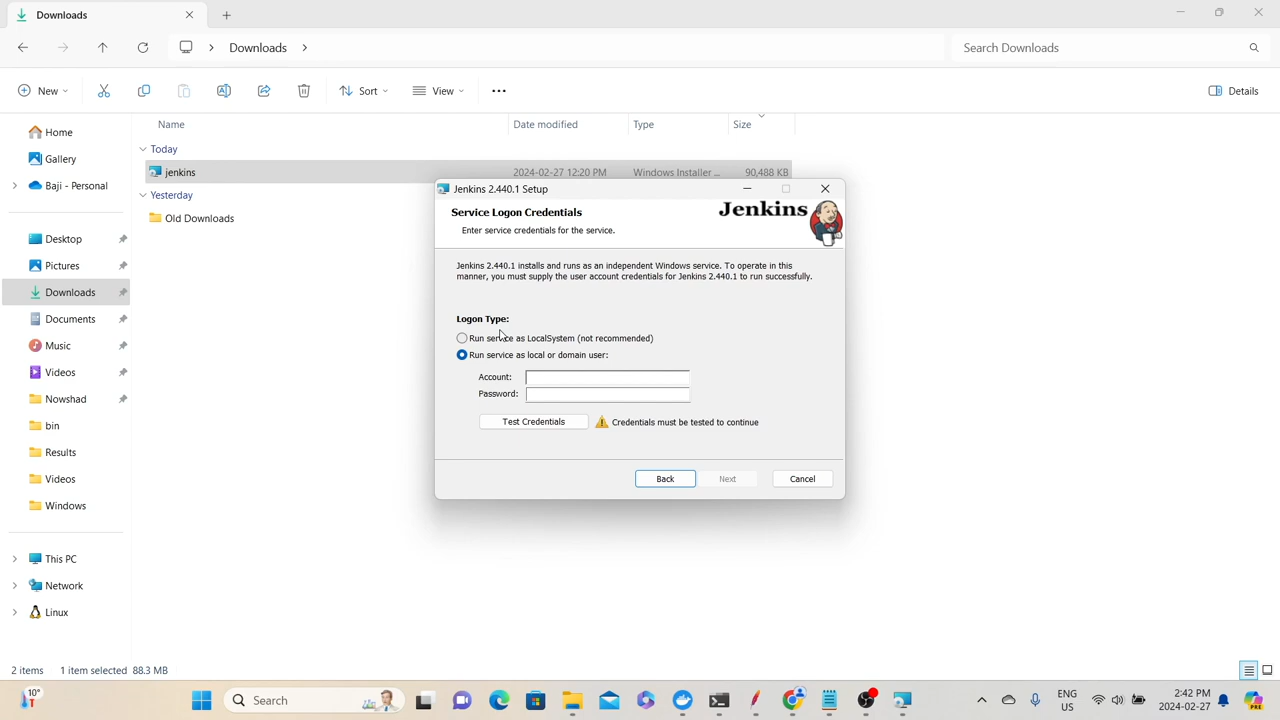 Downloads
Downloads
Search Downloads
New
Sort
View
Details
Name
Date modified
Type
Size
Home
Gallery
Baji - Personal
Desktop
Pictures
Downloads
Documents
Music
Videos
Nowshad
bin
Results
Videos
Windows
This PC
Network
Linux
Today
jenkins
2024-02-27 12:20 PM
Windows Installer ...
90,488 KB
Yesterday
Old Downloads
Jenkins 2.440.1 Setup
Service Logon Credentials
Enter service credentials for the service.
Jenkins
Jenkins 2.440.1 installs and runs as an independent Windows service. To operate in this
manner, you must supply the user account credentials for Jenkins 2.440.1 to run successfully.
Logon Type:
Run service as LocalSystem (not recommended)
Run service as local or domain user:
Account:
Password:
Test Credentials
Credentials must be tested to continue
Back
Next
Cancel
2 items
1 item selected 88.3 MB
10°
Search
ENG
US
2:42 PM
2024-02-27